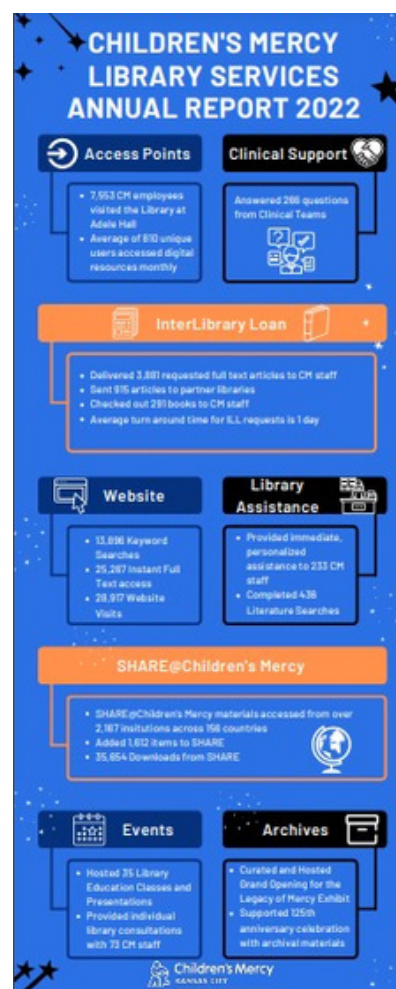 CHILDREN'S MERCY
LIBRARY SERVICES
ANNUAL REPORT 2022
Access Points
• 7,553 CM employees
visited the Library at
Adele Hall
• Average of 810 unique
users accessed digital
resources monthly
Clinical Support
Answered 266 questions
from Clinical Teams
InterLibrary Loan
• Delivered 3,881 requested full text articles to CM staff
• Sent 915 articles to partner libraries
• Checked out 291 books to CM staff
• Average turn around time for ILL requests is 1 day
Website
• 13,896 Keyword
Searches
• 25,287 Instant Full
Text access
• 28,917 Website
Visits
Library
Assistance
• Provided immediate,
personalized
assistance to 233 CM
staff
• Completed 436
Literature Searches
SHARE@Children's Mercy
• SHARE@Children's Mercy materials accessed from over
2,167 insitutions across 156 countries
• Added 1,612 items to SHARE
• 35,654 Downloads from SHARE
Events
• Hosted 35 Library
Education Classes and
Presentations
• Provided individual
library consultations
with 73 CM staff
Archives
• Curated and Hosted
Grand Opening for the
Legacy of Mercy Exhibit
• Supported 125th
anniversary celebration
with archival materials
Children's Mercy
KANSAS CITY